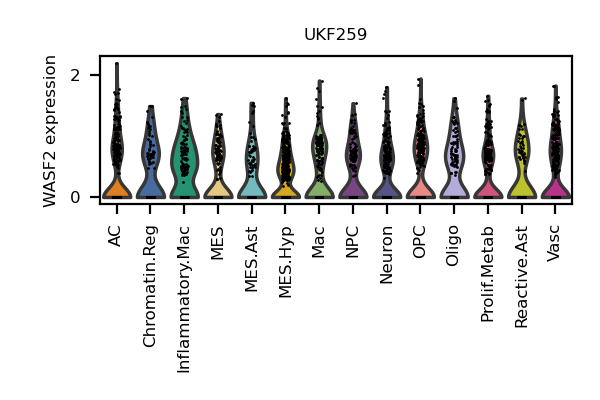 UKF259
WASF2 expression
2
0
AC
Chromatin.Reg
Inflammatory.Mac
MES
MES.Ast
MES.Hyp
Mac
NPC
Neuron
OPC
Oligo
Prolif.Metab
Reactive.Ast
Vasc